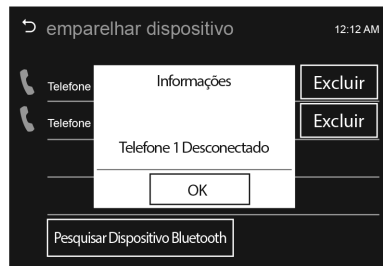 emparelhar dispositivo 12:12 AM
Informações
Telefone Excluir
Telefone Excluir
Telefone 1 Desconectado
OK
Pesquisar Dispositivo Bluetooth